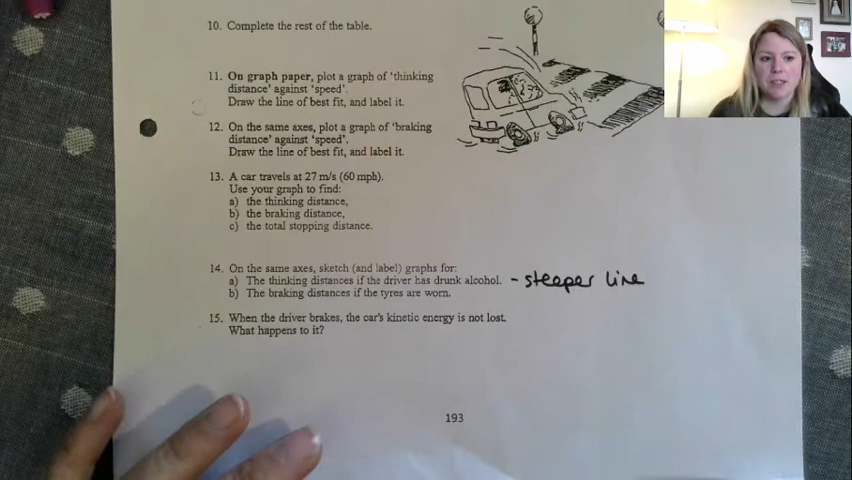 10. Complete the rest of the table.
11. On graph paper, plot a graph of 'thinking
distance' against 'speed'.
Draw the line of best fit, and label it.
12. On the same axes, plot a graph of 'braking
distance' against 'speed'.
Draw the line of best fit, and label it.
13. A car travels at 27 m/s (60 mph).
Use your graph to find:
a) the thinking distance,
b) the braking distance,
c) the total stopping distance.
14. On the same axes, sketch (and label) graphs for:
a) The thinking distances if the driver has drunk alcohol. - steeper line
b) The braking distances if the tyres are worn.
15. When the driver brakes, the car's kinetic energy is not lost.
What happens to it?
193